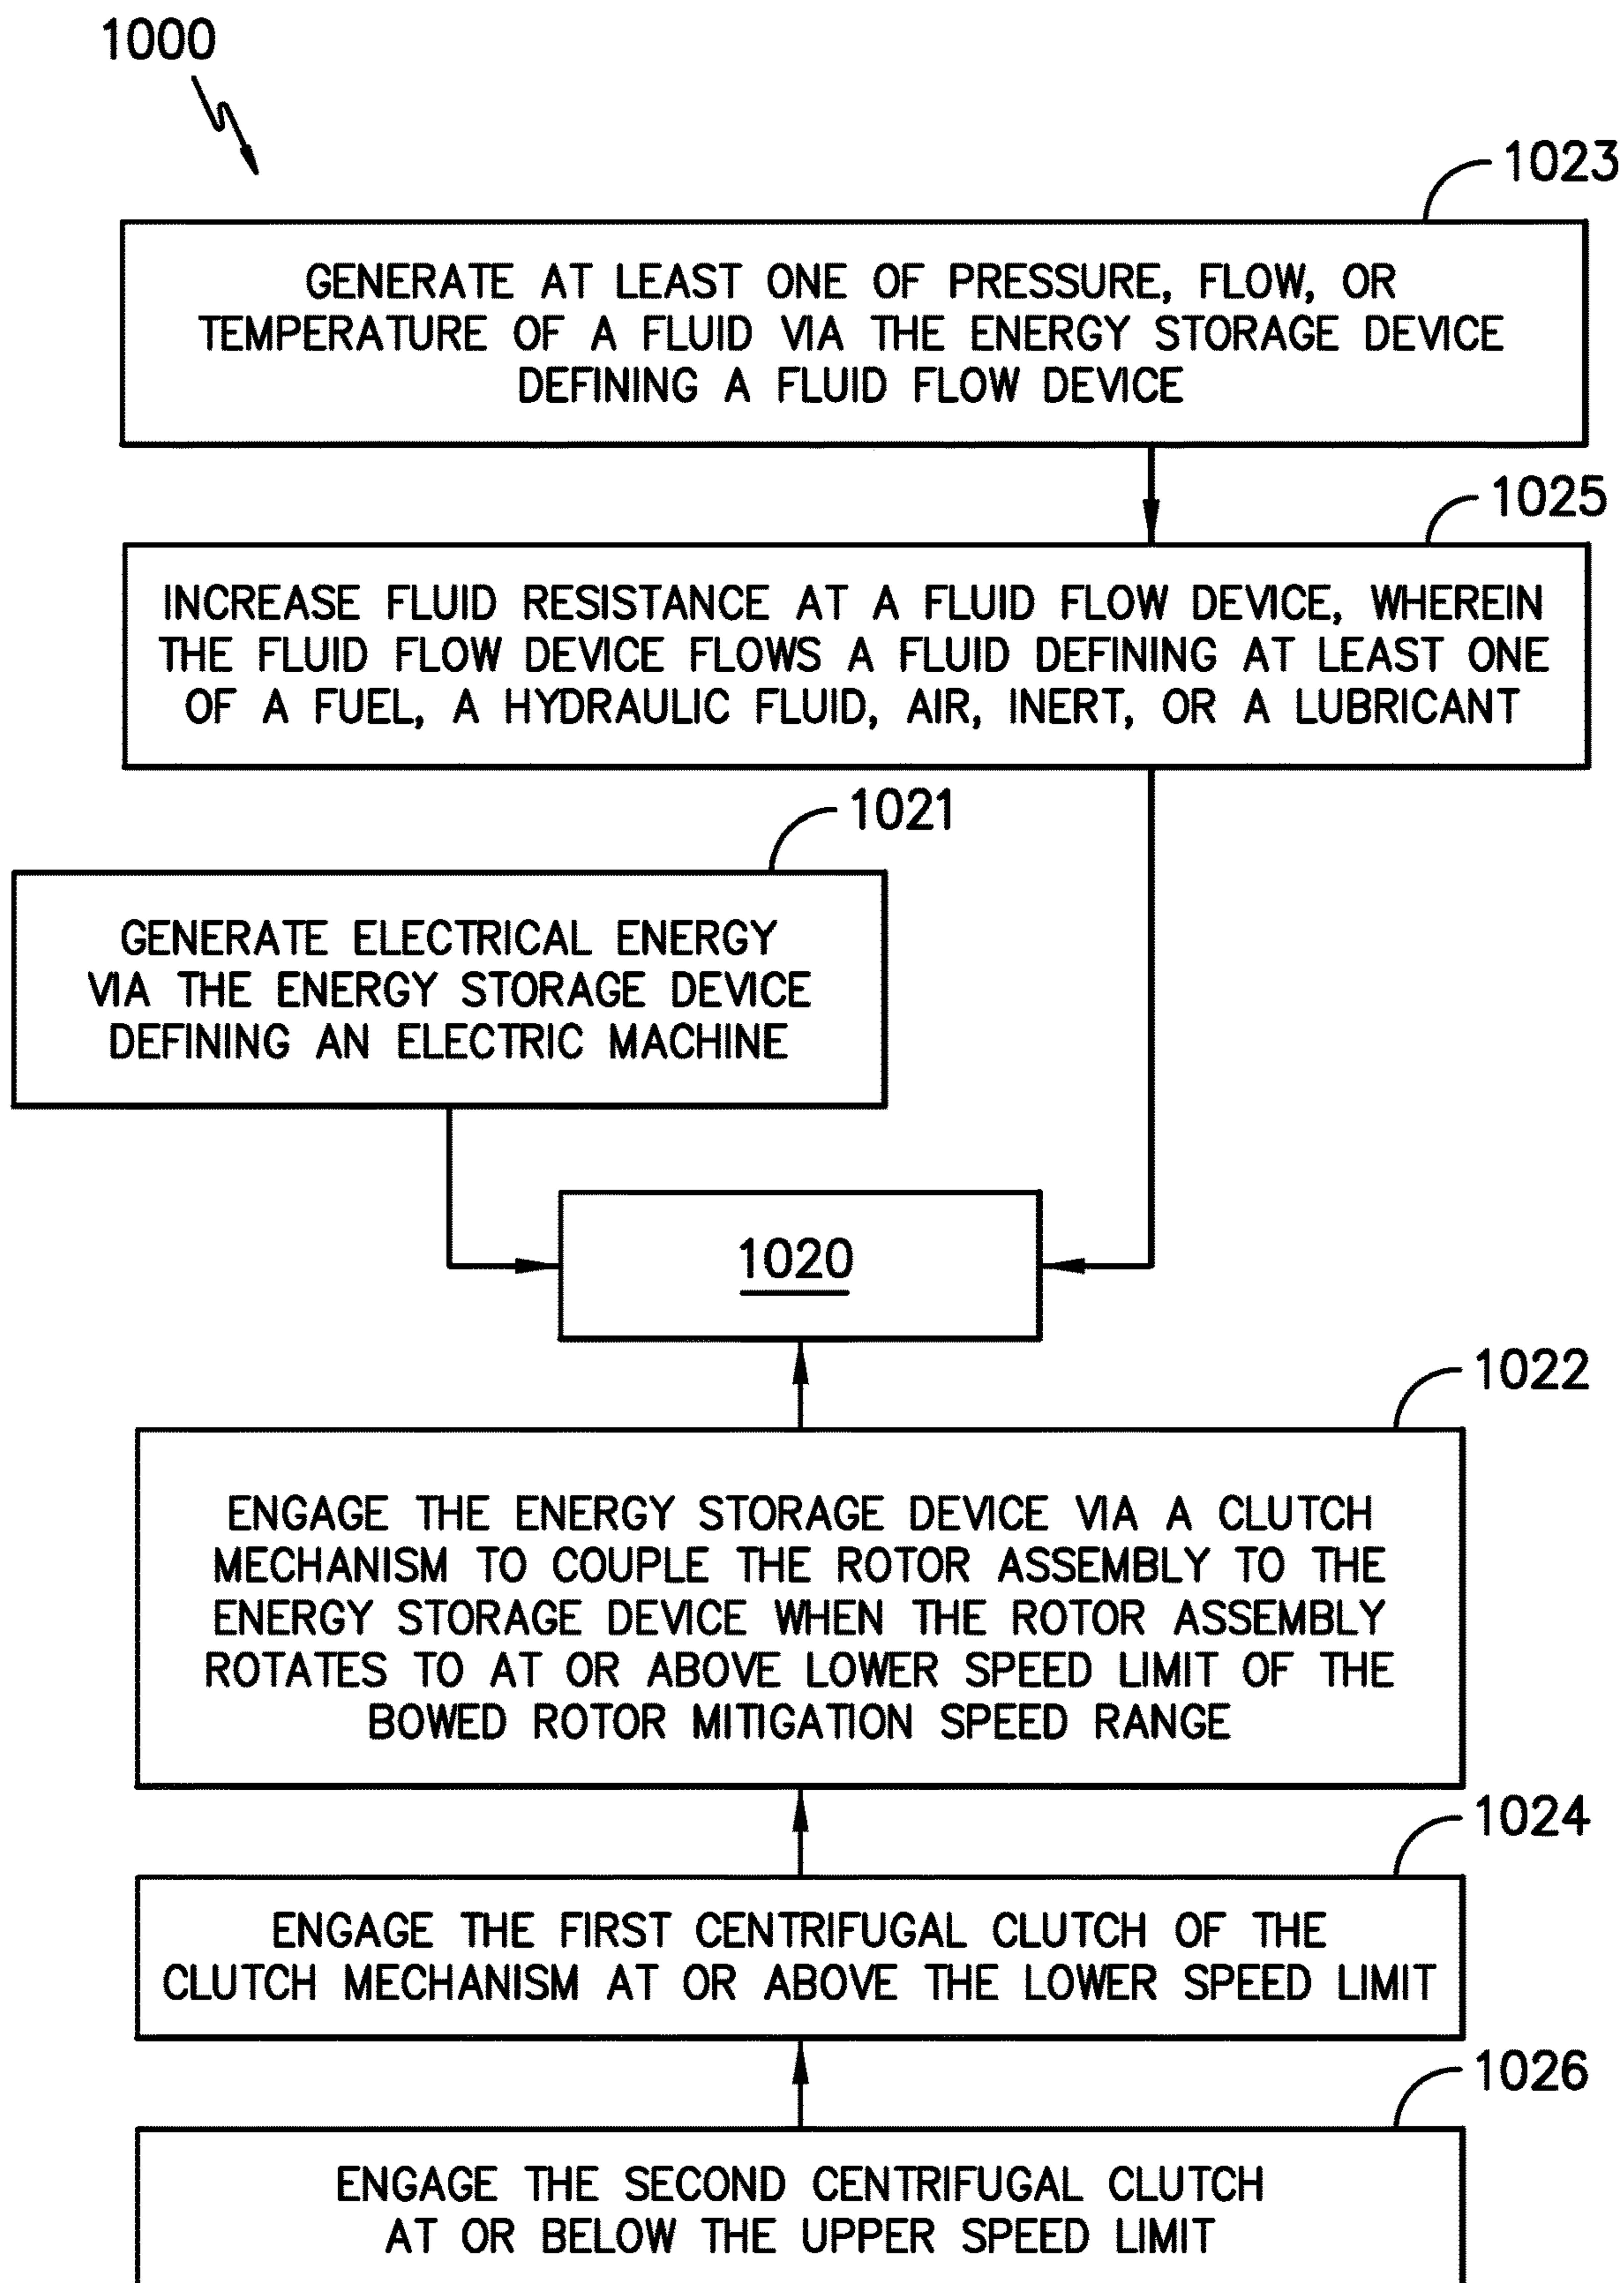 1000
1023
GENERATE AT LEAST ONE OF PRESSURE, FLOW, OR
TEMPERATURE OF A FLUID VIA THE ENERGY STORAGE DEVICE
DEFINING A FLUID FLOW DEVICE
1025
INCREASE FLUID RESISTANCE AT A FLUID FLOW DEVICE, WHEREIN
THE FLUID FLOW DEVICE FLOWS A FLUID DEFINING AT LEAST ONE
OF A FUEL, A HYDRAULIC FLUID, AIR, INERT, OR A LUBRICANT
1021
GENERATE ELECTRICAL ENERGY
VIA THE ENERGY STORAGE DEVICE
DEFINING AN ELECTRIC MACHINE
1020
1022
ENGAGE THE ENERGY STORAGE DEVICE VIA A CLUTCH
MECHANISM TO COUPLE THE ROTOR ASSEMBLY TO THE
ENERGY STORAGE DEVICE WHEN THE ROTOR ASSEMBLY
ROTATES TO AT OR ABOVE LOWER SPEED LIMIT OF THE
BOWED ROTOR MITIGATION SPEED RANGE
1024
ENGAGE THE FIRST CENTRIFUGAL CLUTCH OF THE
CLUTCH MECHANISM AT OR ABOVE THE LOWER SPEED LIMIT
1026
ENGAGE THE SECOND CENTRIFUGAL CLUTCH
AT OR BELOW THE UPPER SPEED LIMIT